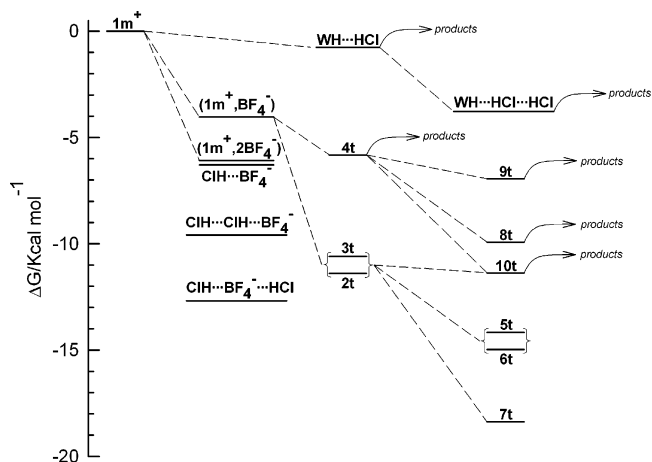 1m⁺
0
products
WH···HCl
products
WH···HCl···HCl
(1m⁺,BF₄⁻)
-5
products
(1m⁺,2BF₄⁻)
4t
products
ClH···BF₄⁻
9t
products
ClH···ClH···BF₄⁻
8t
products
-10
3t
10t
2t
ClH···BF₄⁻···HCl
5t
-15
6t
7t
-20
ΔG/Kcal mol⁻¹